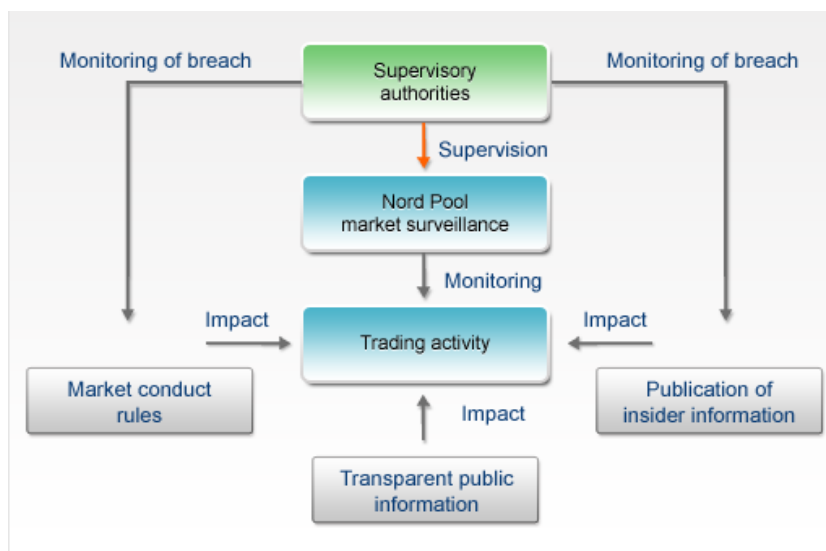 Monitoring of breach
Supervisory
authorities
Monitoring of breach
Supervision
Nord Pool
market surveillance
Monitoring
Impact
Trading activity
Impact
Market conduct
rules
Publication of
insider information
Impact
Transparent public
information